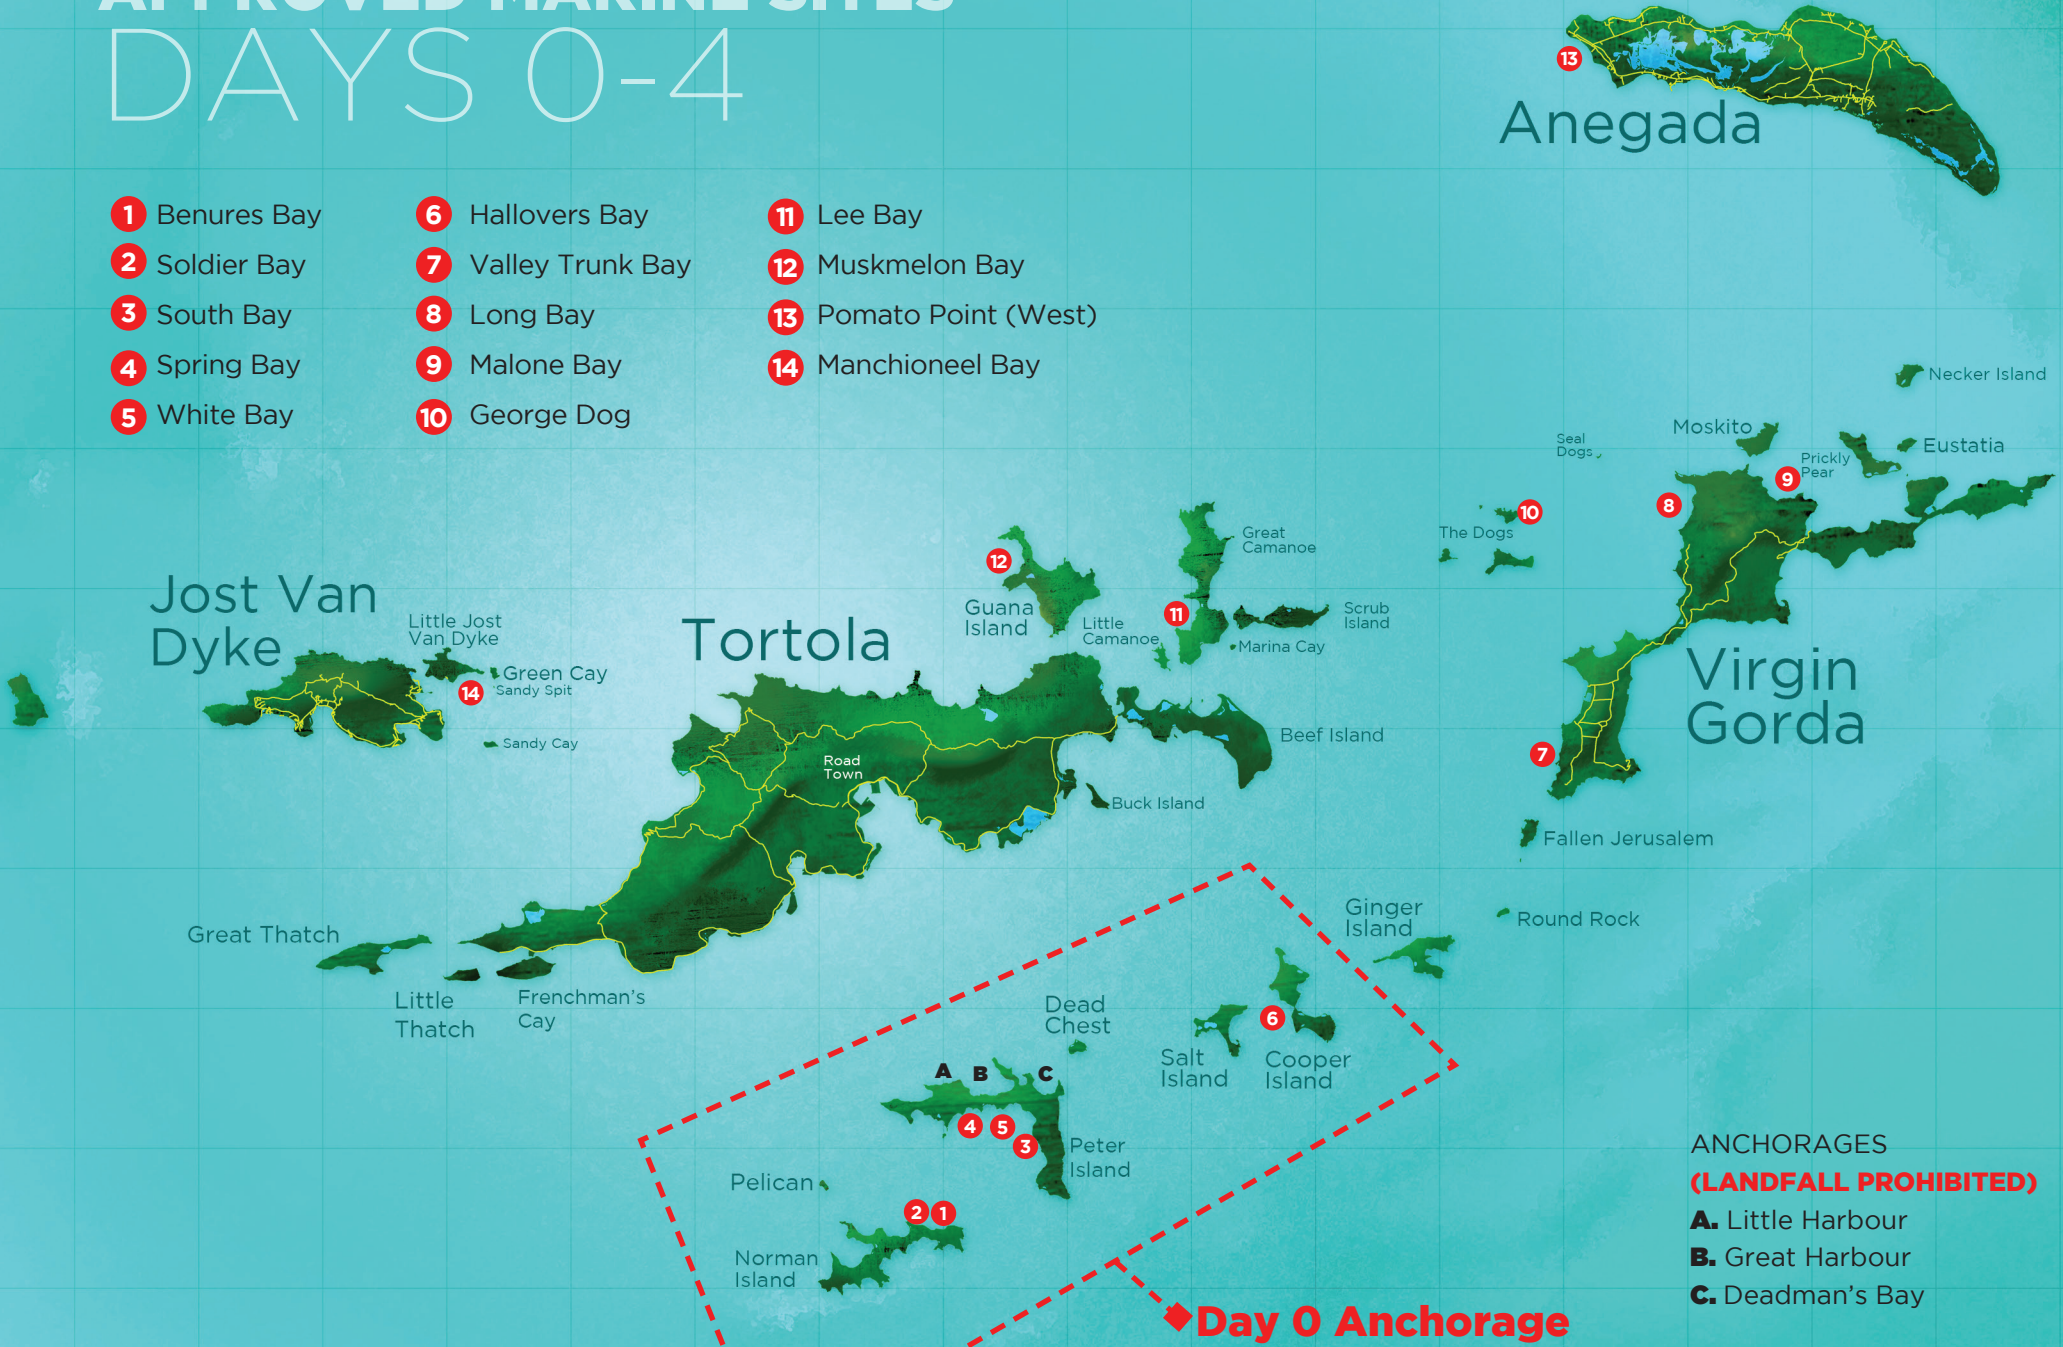 APPROVED MARINE SITES
DAYS 0-4
1 Benures Bay
2 Soldier Bay
3 South Bay
4 Spring Bay
5 White Bay
6 Hallovers Bay
7 Valley Trunk Bay
8 Long Bay
9 Malone Bay
10 George Dog
11 Lee Bay
12 Muskmelon Bay
13 Pomato Point (West)
14 Manchioneel Bay
13
Anegada
Necker Island
Moskito
Eustatia
Seal
Dogs
Prickly
Pear
9
8
10
The Dogs
Great
Camanoe
12
Guana
Island
11
Little
Camanoe
Scrub
Island
Marina Cay
Jost Van
Dyke
Little Jost
Van Dyke
Green Cay
Sandy Spit
14
Sandy Cay
Tortola
Road
Town
Beef Island
Buck Island
Virgin
Gorda
7
Fallen Jerusalem
Round Rock
Ginger
Island
Great Thatch
Little
Thatch
Frenchman's
Cay
Dead
Chest
6
Salt
Island
Cooper
Island
A
B
C
4
5
3
Peter
Island
Pelican
2
1
Norman
Island
Day 0 Anchorage
ANCHORAGES
(LANDFALL PROHIBITED)
A. Little Harbour
B. Great Harbour
C. Deadman's Bay